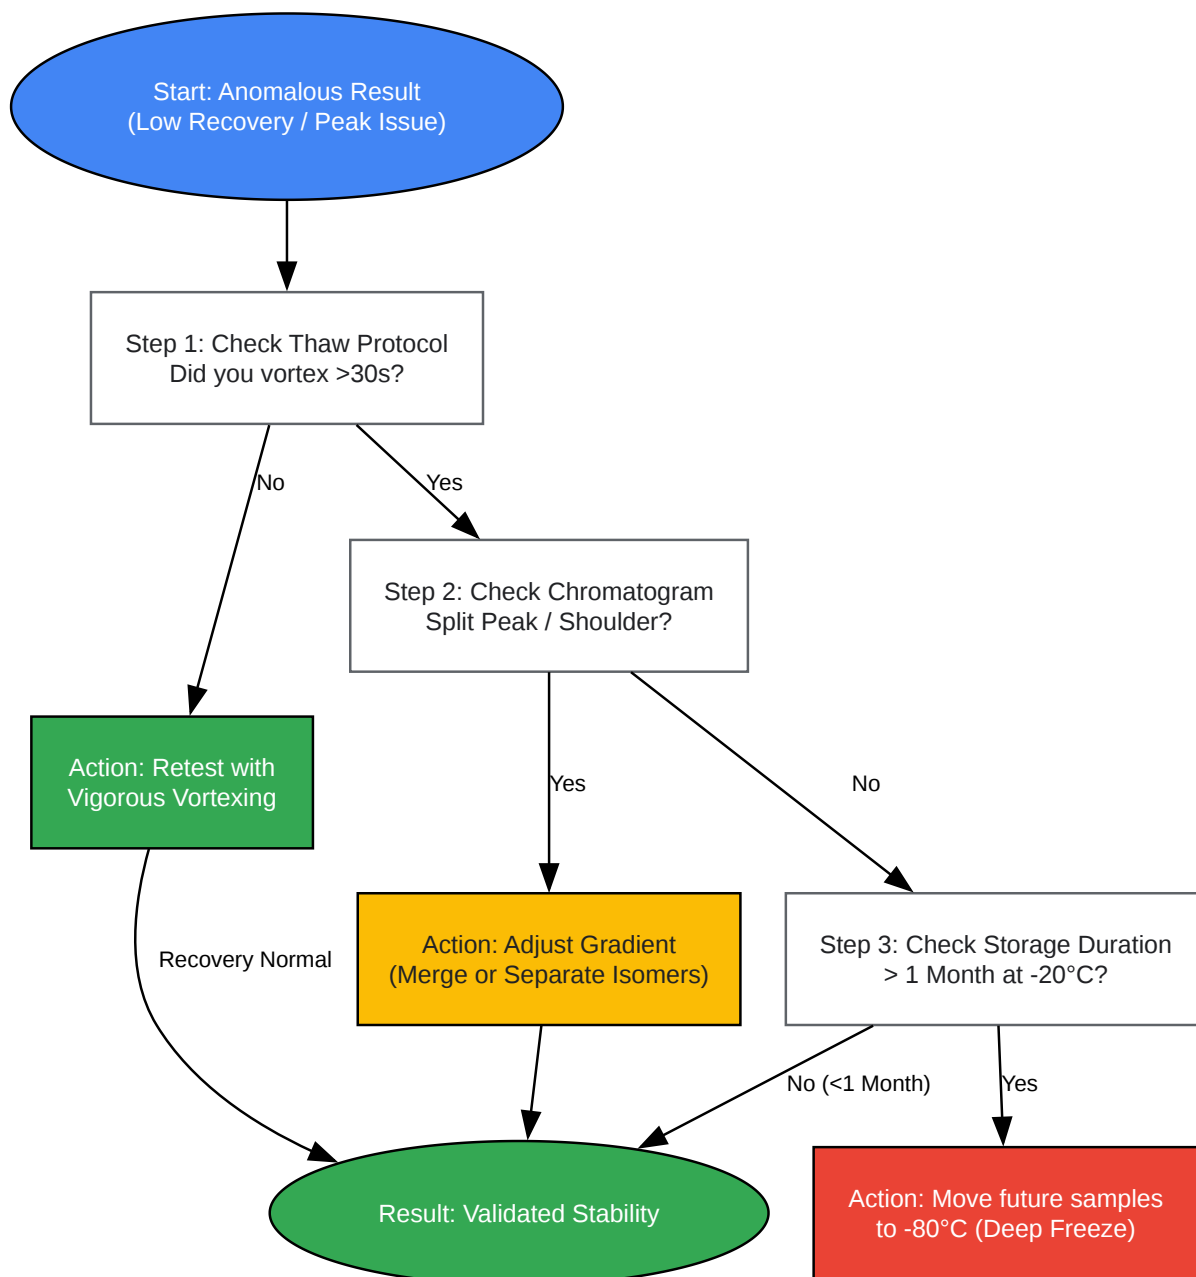 Start: Anomalous Result
(Low Recovery / Peak Issue)
Step 1: Check Thaw Protocol
Did you vortex >30s?
No
Yes
Step 2: Check Chromatogram
Split Peak / Shoulder?
Action: Retest with
Vigorous Vortexing
Yes
No
Recovery Normal
Action: Adjust Gradient
(Merge or Separate Isomers)
Step 3: Check Storage Duration
> 1 Month at -20°C?
No (<1 Month)
Yes
Result: Validated Stability
Action: Move future samples
to -80°C (Deep Freeze)